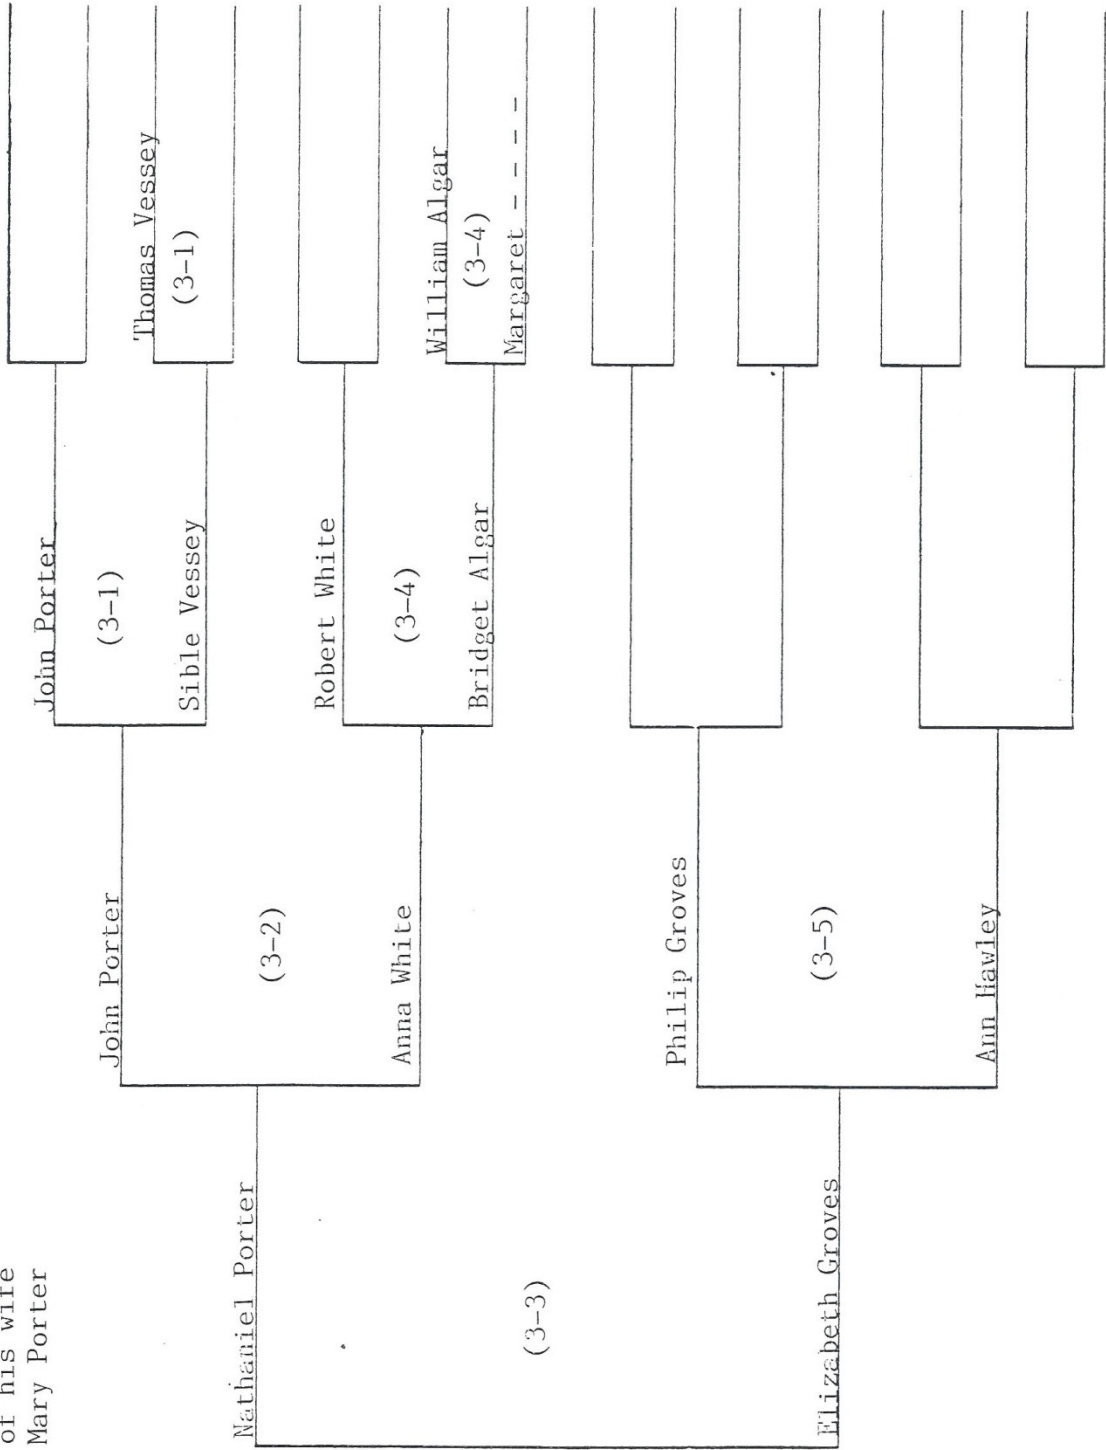 of his wife
Mary Porter
Nathaniel Porter
(3-3)
Elizabeth Groves
John Porter
(3-2)
Anna White
Philip Groves
(3-5)
Ann Hawley
John Porter
(3-1)
Sible Vessey
Robert White
(3-4)
Bridget Algar
Thomas Vessey
(3-1)
William Algar
(3-4)
Margaret - - - - -